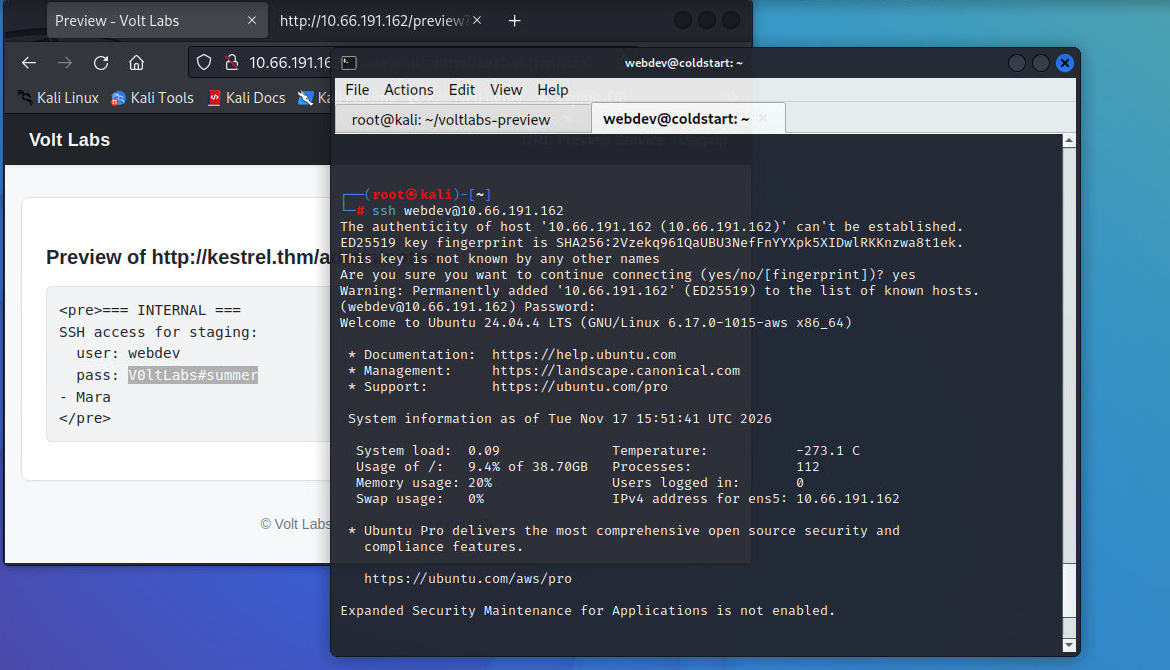 Preview - Volt Labs
http://10.66.191.162/preview?
10.66.191.16
Kali Linux
Kali Tools
Kali Docs
Ka
Volt Labs
Preview of http://kestrel.thm/a
<pre>=== INTERNAL ===
SSH access for staging:
user: webdev
pass: V0ltLabs#summer
- Mara
</pre>
© Volt Labs
webdev@coldstart: ~
File Actions Edit View Help
root@kali: ~/voltlabs-preview
webdev@coldstart: ~
┌──(root㉿kali)-[~]
└─# ssh webdev@10.66.191.162
The authenticity of host '10.66.191.162 (10.66.191.162)' can't be established.
ED25519 key fingerprint is SHA256:2Vzekq961QaUBU3NefFnYYXpk5XIDwlRKKnzwa8t1ek.
This key is not known by any other names
Are you sure you want to continue connecting (yes/no/[fingerprint])? yes
Warning: Permanently added '10.66.191.162' (ED25519) to the list of known hosts.
(webdev@10.66.191.162) Password:
Welcome to Ubuntu 24.04.4 LTS (GNU/Linux 6.17.0-1015-aws x86_64)
* Documentation: https://help.ubuntu.com
* Management: https://landscape.canonical.com
* Support: https://ubuntu.com/pro
System information as of Tue Nov 17 15:51:41 UTC 2026
System load: 0.09 Temperature: -273.1 C
Usage of /: 9.4% of 38.70GB Processes: 112
Memory usage: 20% Users logged in: 0
Swap usage: 0% IPv4 address for ens5: 10.66.191.162
* Ubuntu Pro delivers the most comprehensive open source security and
compliance features.
https://ubuntu.com/aws/pro
Expanded Security Maintenance for Applications is not enabled.